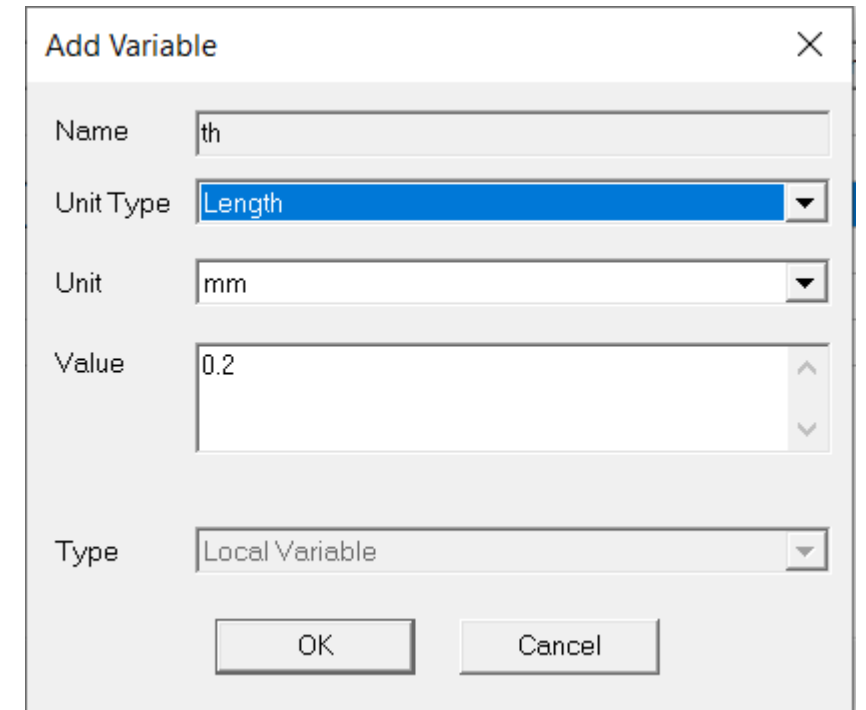 Add Variable
Name th
Unit Type Length
Unit mm
Value 0.2
Type Local Variable
OK Cancel